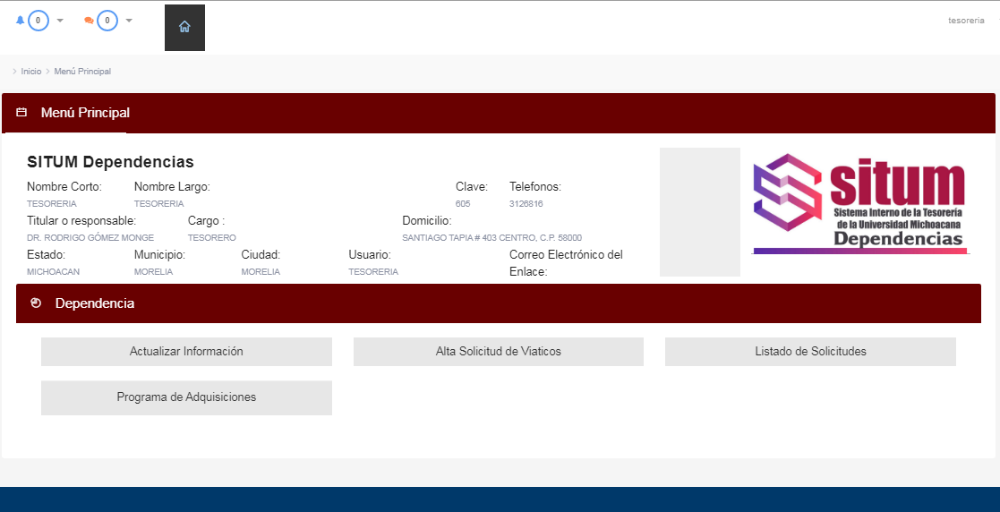 0 0 tesoreria
Inicio Menú Principal
Menú Principal
SITUM Dependencias
Nombre Corto: Nombre Largo: Clave: Telefonos:
TESORERIA TESORERIA 605 3126816
Titular o responsable: Cargo : Domicilio:
DR. RODRIGO GÓMEZ MONGE TESORERO SANTIAGO TAPIA # 403 CENTRO, C.P. 58000
Estado: Municipio: Ciudad: Usuario: Correo Electrónico del
Enlace:
MICHOACAN MORELIA MORELIA TESORERIA
situm
Sistema Interno de la Tesorería
de la Universidad Michoacana
Dependencias
Dependencia
Actualizar Información Alta Solicitud de Viaticos Listado de Solicitudes
Programa de Adquisiciones